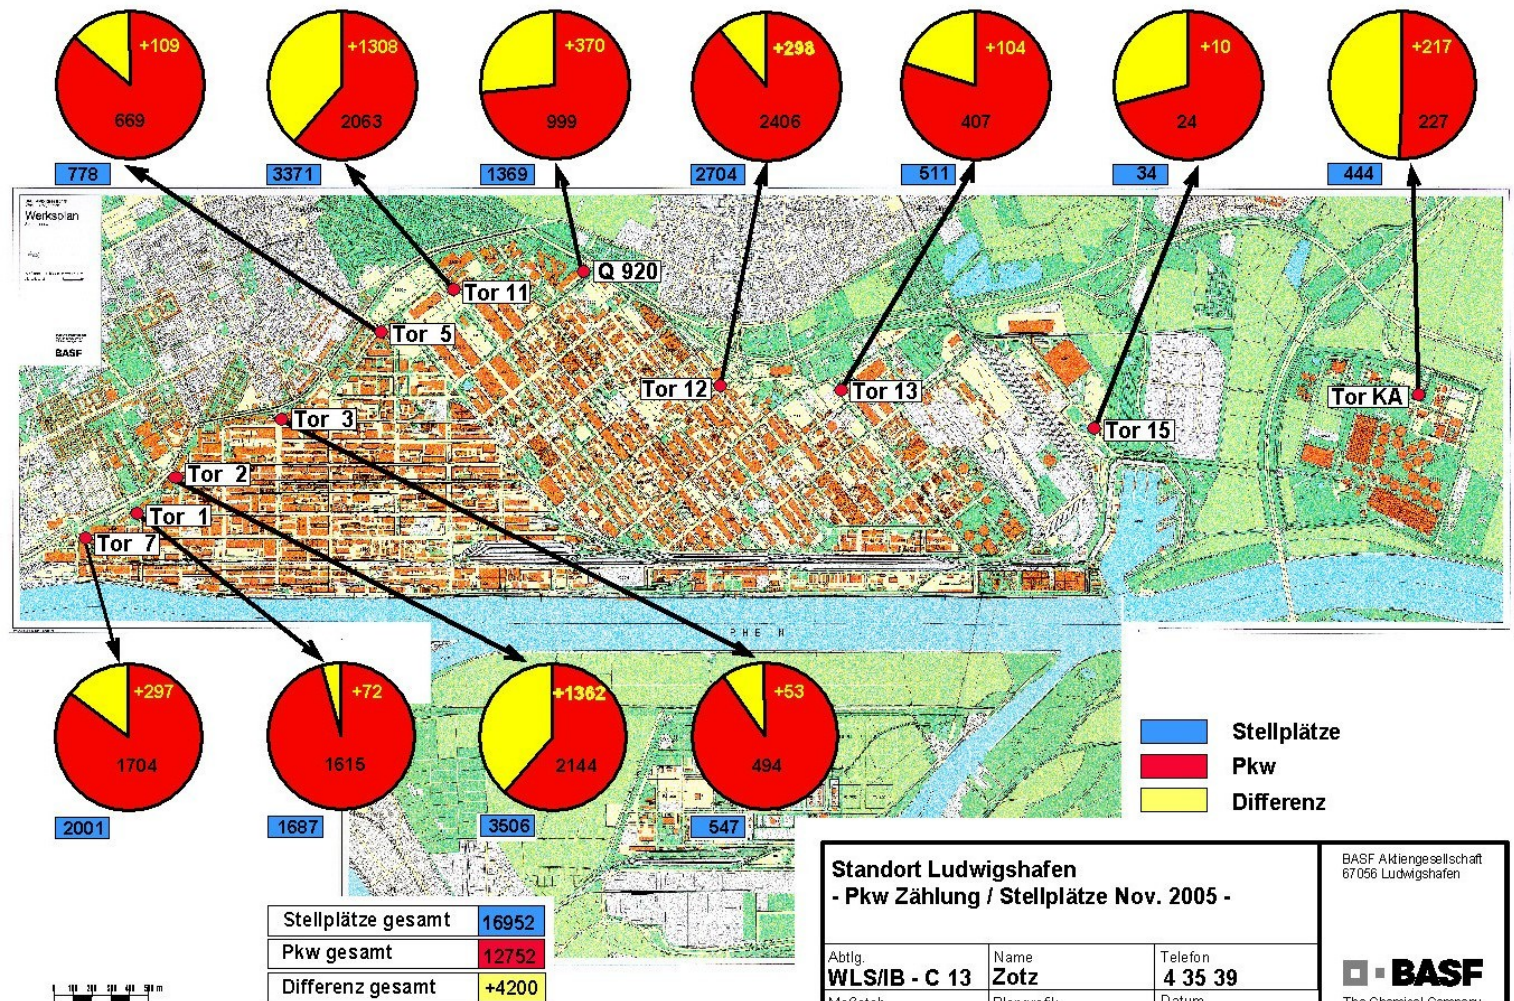 +109
669
778
+1308
2063
3371
+370
999
1369
+298
2406
2704
+104
407
511
+10
24
34
+217
227
444
Werksplan
BASF
Q 920
Tor 11
Tor 5
Tor 12
Tor 13
Tor KA
Tor 3
Tor 15
Tor 2
Tor 1
Tor 7
RHEIN
+297
1704
2001
+72
1615
1687
+1362
2144
3506
+53
494
547
Stellplätze
Pkw
Differenz
Stellplätze gesamt 16952
Pkw gesamt 12752
Differenz gesamt +4200
Standort Ludwigshafen
- Pkw Zählung / Stellplätze Nov. 2005 -
BASF Aktiengesellschaft
67056 Ludwigshafen
Abtlg. Name Telefon
WLS/IB - C 13 Zotz 4 35 39
BASF
The Chemical Company